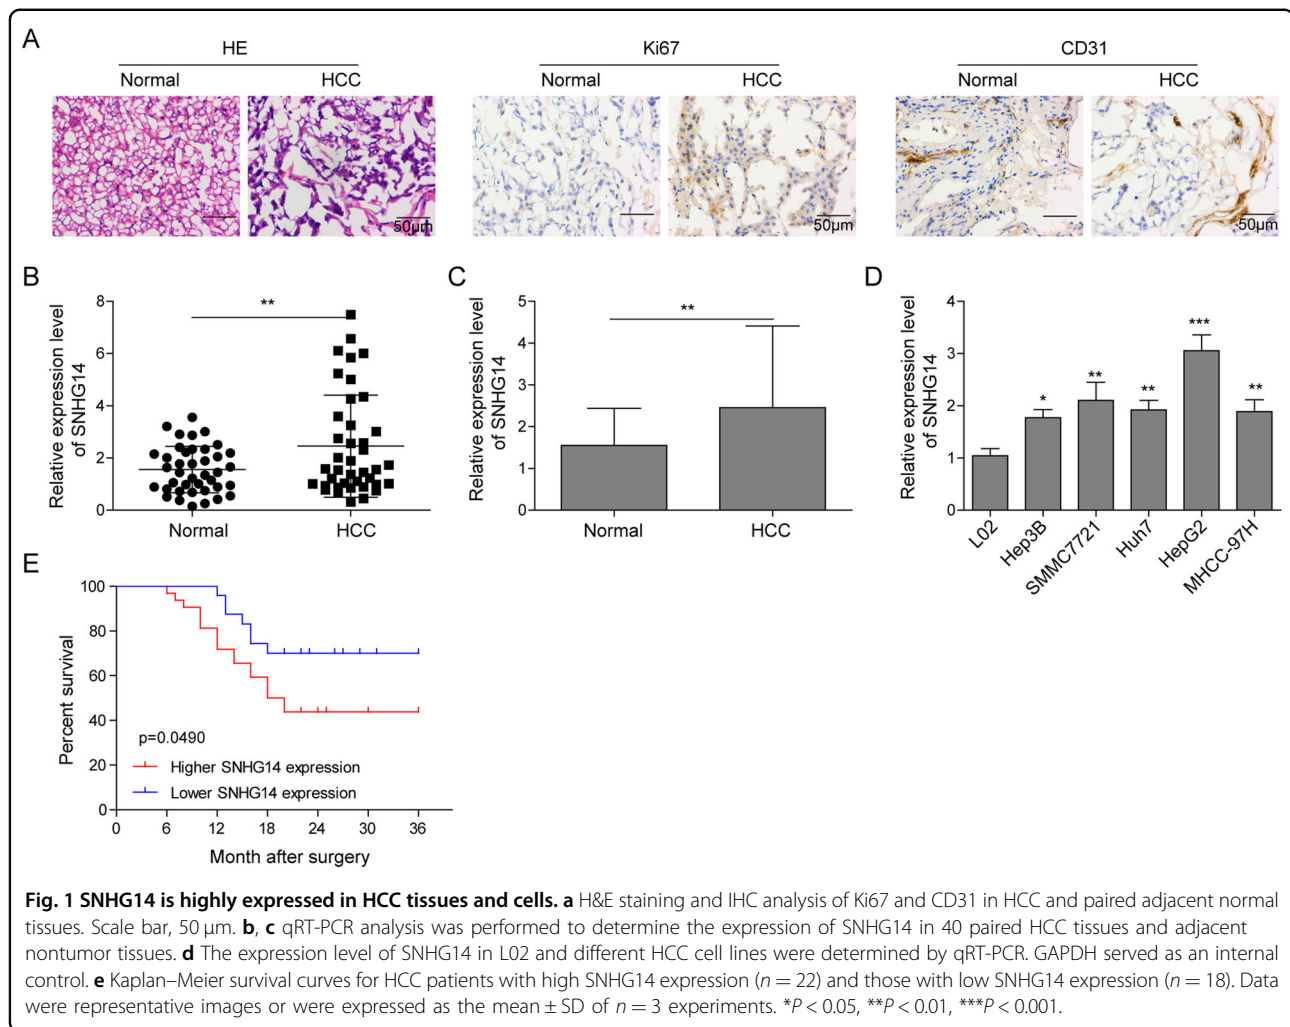 A
HE
Ki67
CD31
Normal
HCC
Normal
HCC
Normal
HCC
50μm
50μm
50μm
B
Relative expression level
of SNHG14
8
6
4
2
0
**
Normal
HCC
C
Relative expression level
of SNHG14
5
4
3
2
1
0
**
Normal
HCC
D
Relative expression level
of SNHG14
4
3
2
1
0
*
**
**
***
**
L02
Hep3B
SMMC7721
Huh7
HepG2
MHCC-97H
E
Percent survival
100
80
60
40
20
0
p=0.0490
Higher SNHG14 expression
Lower SNHG14 expression
0
6
12
18
24
30
36
Month after surgery
Fig. 1 SNHG14 is highly expressed in HCC tissues and cells. a H&E staining and IHC analysis of Ki67 and CD31 in HCC and paired adjacent normal
tissues. Scale bar, 50 μm. b, c qRT-PCR analysis was performed to determine the expression of SNHG14 in 40 paired HCC tissues and adjacent
nontumor tissues. d The expression level of SNHG14 in L02 and different HCC cell lines were determined by qRT-PCR. GAPDH served as an internal
control. e Kaplan–Meier survival curves for HCC patients with high SNHG14 expression (n = 22) and those with low SNHG14 expression (n = 18). Data
were representative images or were expressed as the mean ± SD of n = 3 experiments. *P < 0.05, **P < 0.01, ***P < 0.001.